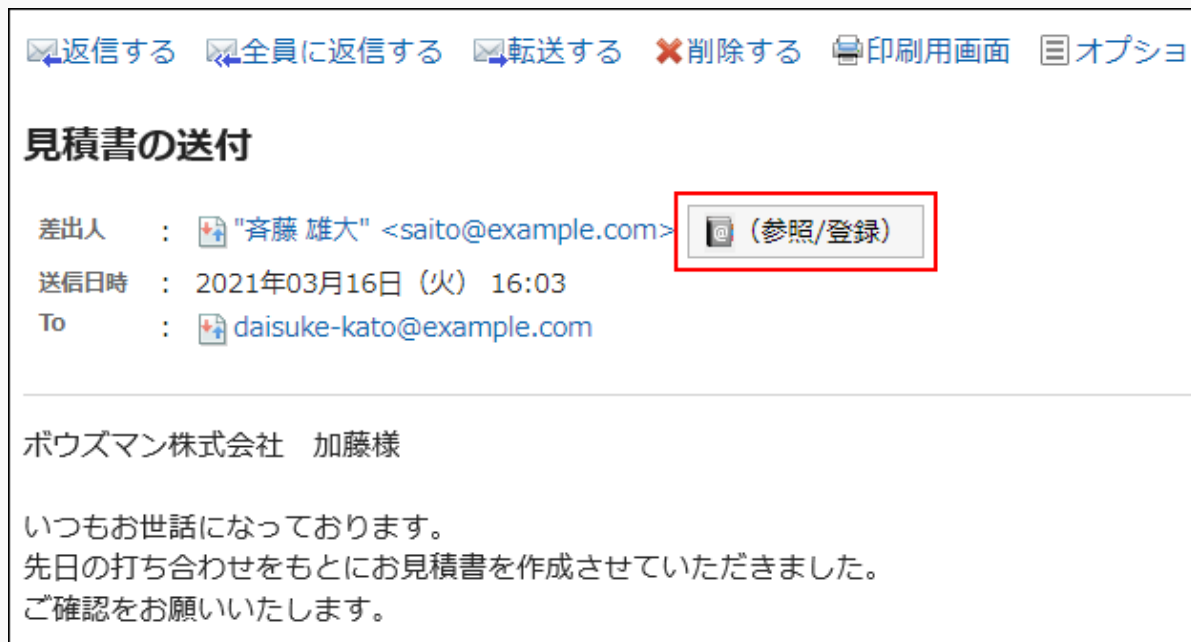 返信する 全員に返信する 転送する 削除する 印刷用画面 オプショ
見積書の送付
差出人 : "斉藤 雄大" <saito@example.com> （参照/登録）
送信日時 : 2021年03月16日（火） 16:03
To : daisuke-kato@example.com
ボウズマン株式会社　加藤様
いつもお世話になっております。
先日の打ち合わせをもとにお見積書を作成させていただきました。
ご確認をお願いいたします。